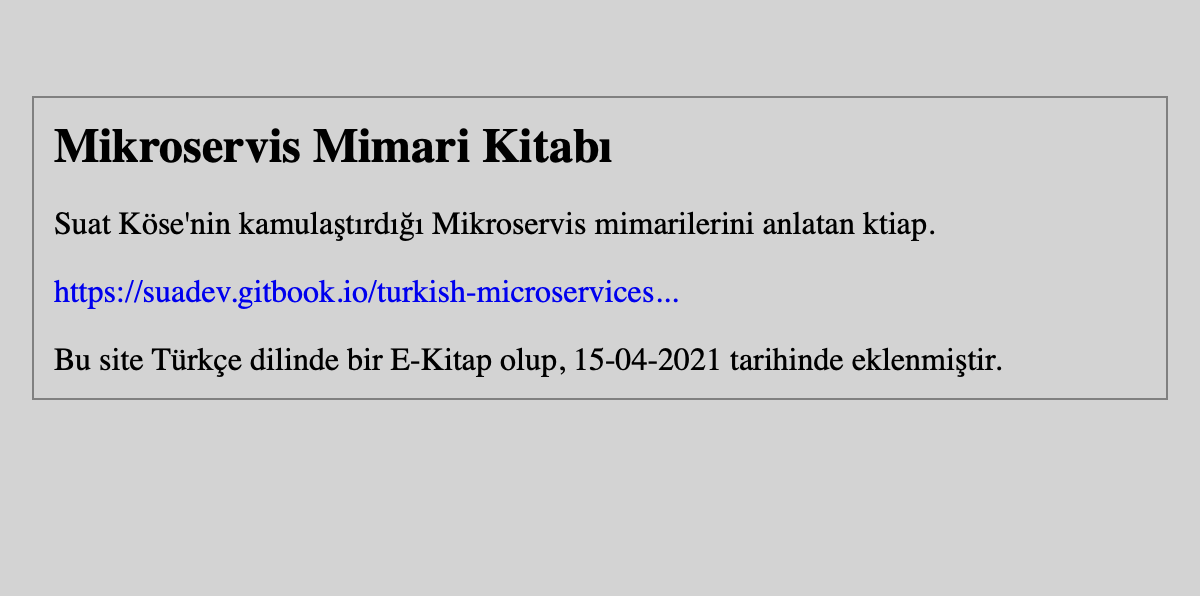 Mikroservis Mimari Kitabı
Suat Köse'nin kamulaştırdığı Mikroservis mimarilerini anlatan ktiap.
https://suadev.gitbook.io/turkish-microservices...
Bu site Türkçe dilinde bir E-Kitap olup, 15-04-2021 tarihinde eklenmiştir.